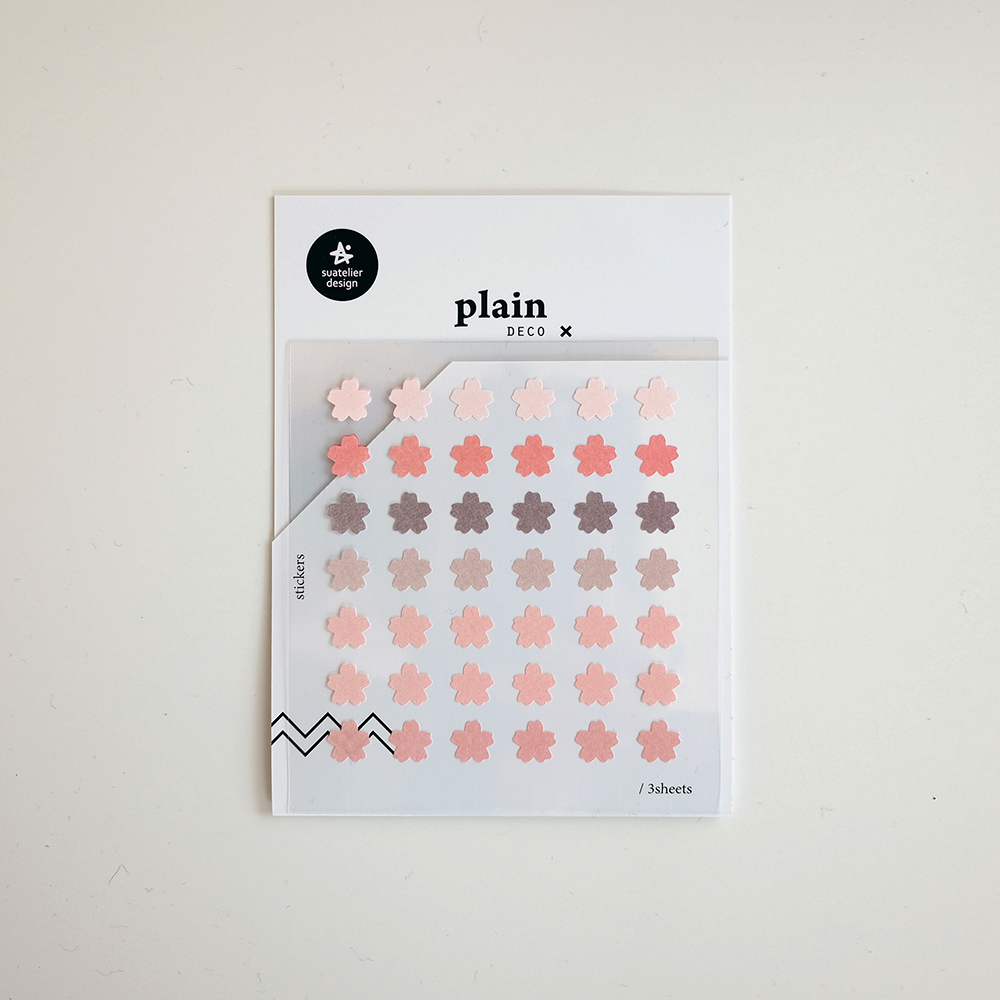 suatelier
design
plain
DECO ×
stickers
/ 3sheets